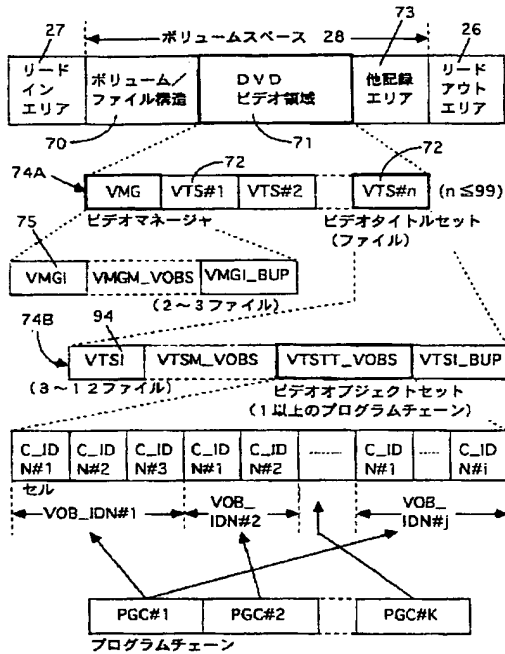 27
ボリュームスペース 28
73
26
リード
イン
エリア
ボリューム/
ファイル構造
DVD
ビデオ領域
他記録
エリア
リード
アウト
エリア
70
71
72
72
74A
VMG
VTS#1
VTS#2
VTS#n
(n≦99)
ビデオマネージャ
ビデオタイトルセット
(ファイル)
75
VMGI
VMGM_VOBS
VMGI_BUP
(2~3ファイル)
94
74B
VTSI
VTSM_VOBS
VTSTT_VOBS
VTSI_BUP
(3~12ファイル)
ビデオオブジェクトセット
(1以上のプログラムチェーン)
C_ID
N#1
C_ID
N#2
C_ID
N#3
C_ID
N#1
C_ID
N#2
C_ID
N#1
C_ID
N#i
セル
VOB_IDN#1
VOB_
IDN#2
VOB_
IDN#j
PGC#1
PGC#2
PGC#K
プログラムチェーン